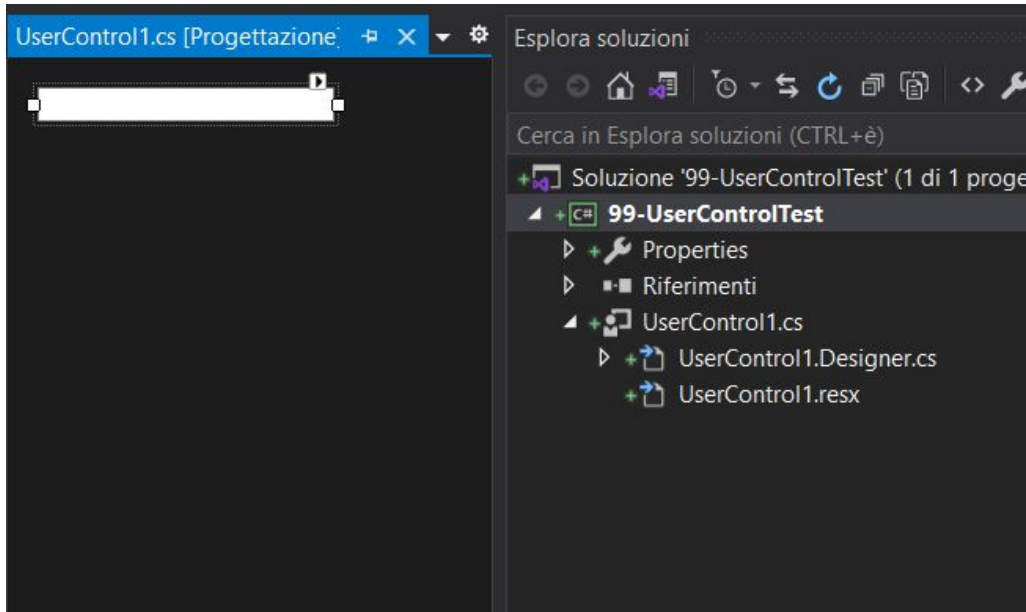 UserControl1.cs [Progettazione]
Esplora soluzioni
Cerca in Esplora soluzioni (CTRL+è)
Soluzione '99-UserControlTest' (1 di 1 proge
C# 99-UserControlTest
Properties
Riferimenti
UserControl1.cs
UserControl1.Designer.cs
UserControl1.resx